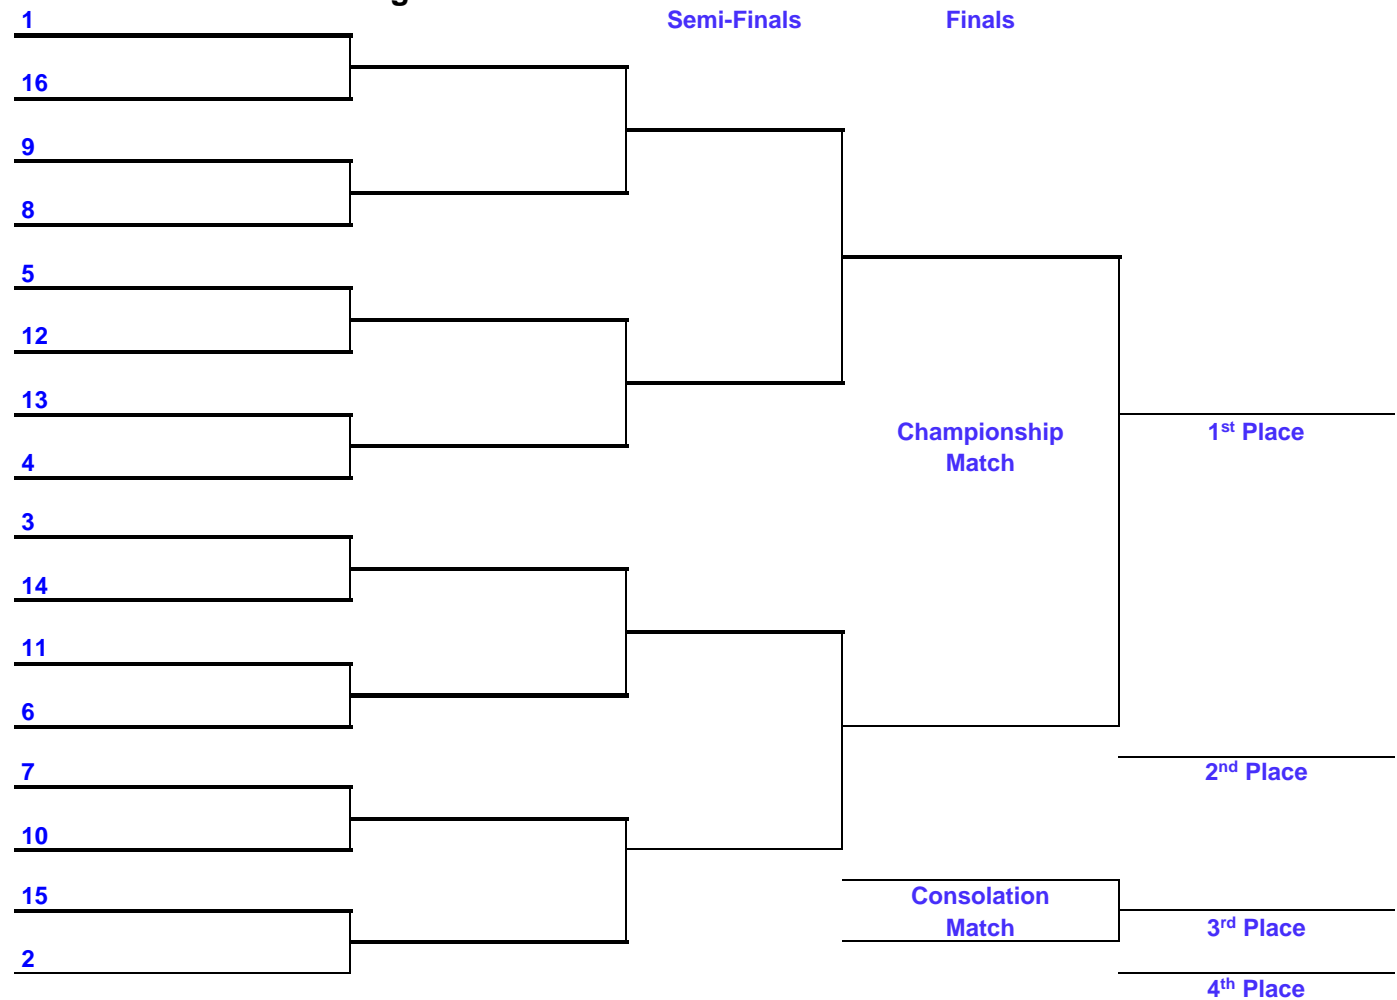 1
Semi-Finals
Finals
16
9
8
5
12
13
4
Championship
Match
1st Place
3
14
11
6
7
2nd Place
10
15
Consolation
Match
3rd Place
2
4th Place